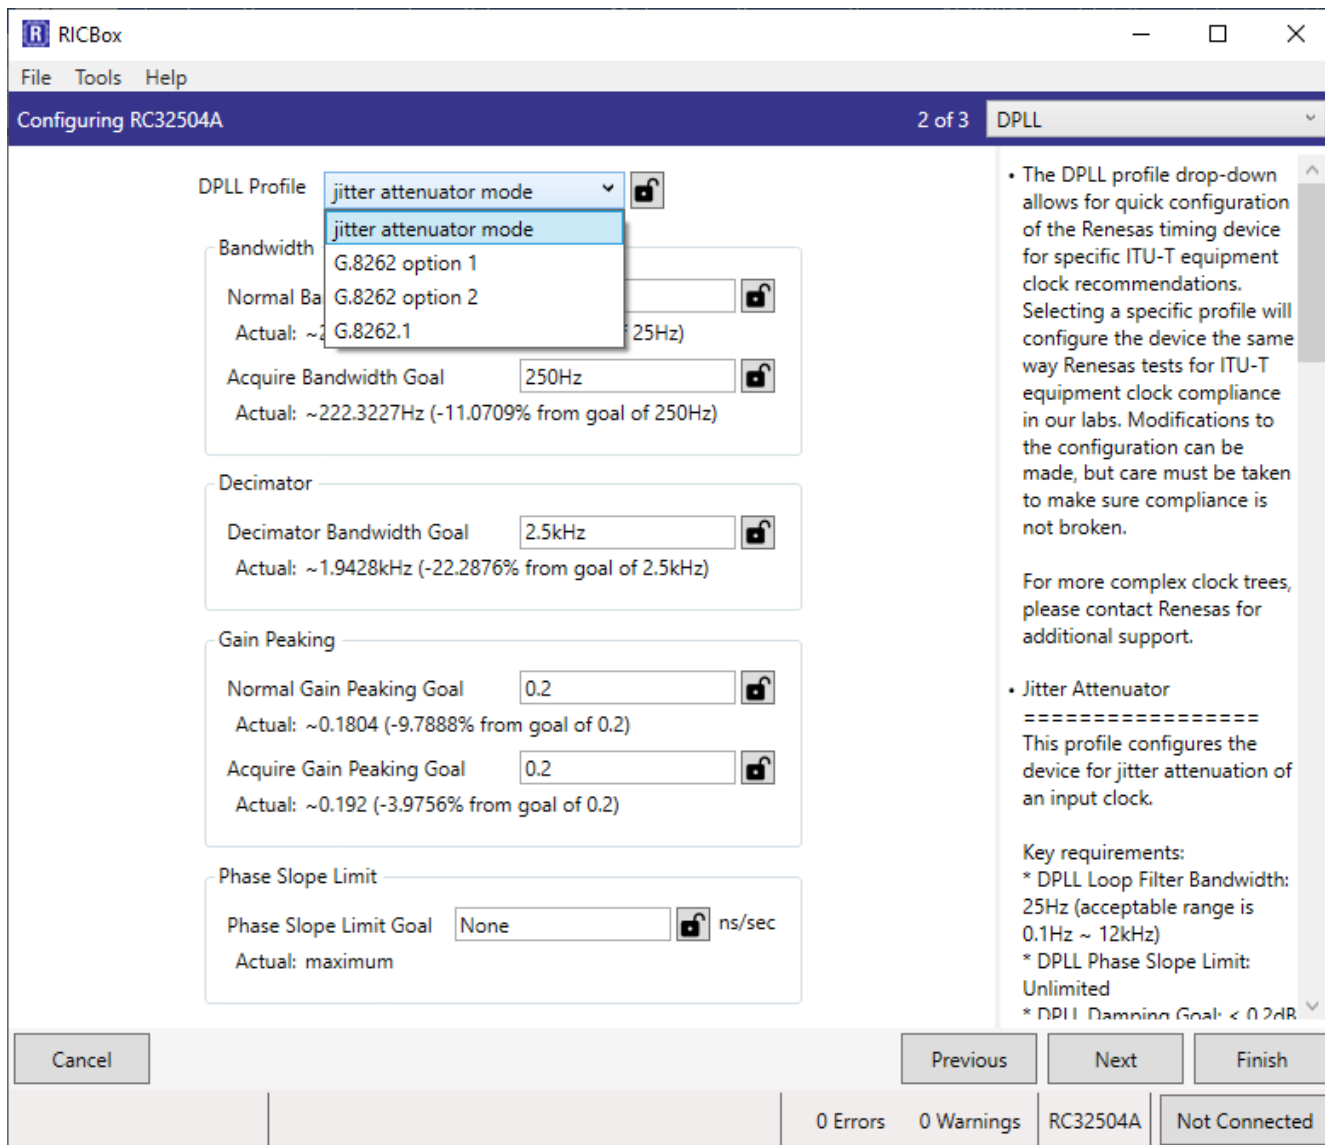 RICBox
File Tools Help
Configuring RC32504A
2 of 3
DPLL
DPLL Profile
jitter attenuator mode
jitter attenuator mode
G.8262 option 1
G.8262 option 2
G.8262.1
Bandwidth
Normal Ba
Actual: ~2
25Hz)
Acquire Bandwidth Goal
250Hz
Actual: ~222.3227Hz (-11.0709% from goal of 250Hz)
Decimator
Decimator Bandwidth Goal
2.5kHz
Actual: ~1.9428kHz (-22.2876% from goal of 2.5kHz)
Gain Peaking
Normal Gain Peaking Goal
0.2
Actual: ~0.1804 (-9.7888% from goal of 0.2)
Acquire Gain Peaking Goal
0.2
Actual: ~0.192 (-3.9756% from goal of 0.2)
Phase Slope Limit
Phase Slope Limit Goal
None
ns/sec
Actual: maximum
• The DPLL profile drop-down
allows for quick configuration
of the Renesas timing device
for specific ITU-T equipment
clock recommendations.
Selecting a specific profile will
configure the device the same
way Renesas tests for ITU-T
equipment clock compliance
in our labs. Modifications to
the configuration can be
made, but care must be taken
to make sure compliance is
not broken.
For more complex clock trees,
please contact Renesas for
additional support.
• Jitter Attenuator
=================
This profile configures the
device for jitter attenuation of
an input clock.
Key requirements:
* DPLL Loop Filter Bandwidth:
25Hz (acceptable range is
0.1Hz ~ 12kHz)
* DPLL Phase Slope Limit:
Unlimited
* DPLL Damping Goal: < 0.2dB
Cancel
Previous
Next
Finish
0 Errors
0 Warnings
RC32504A
Not Connected